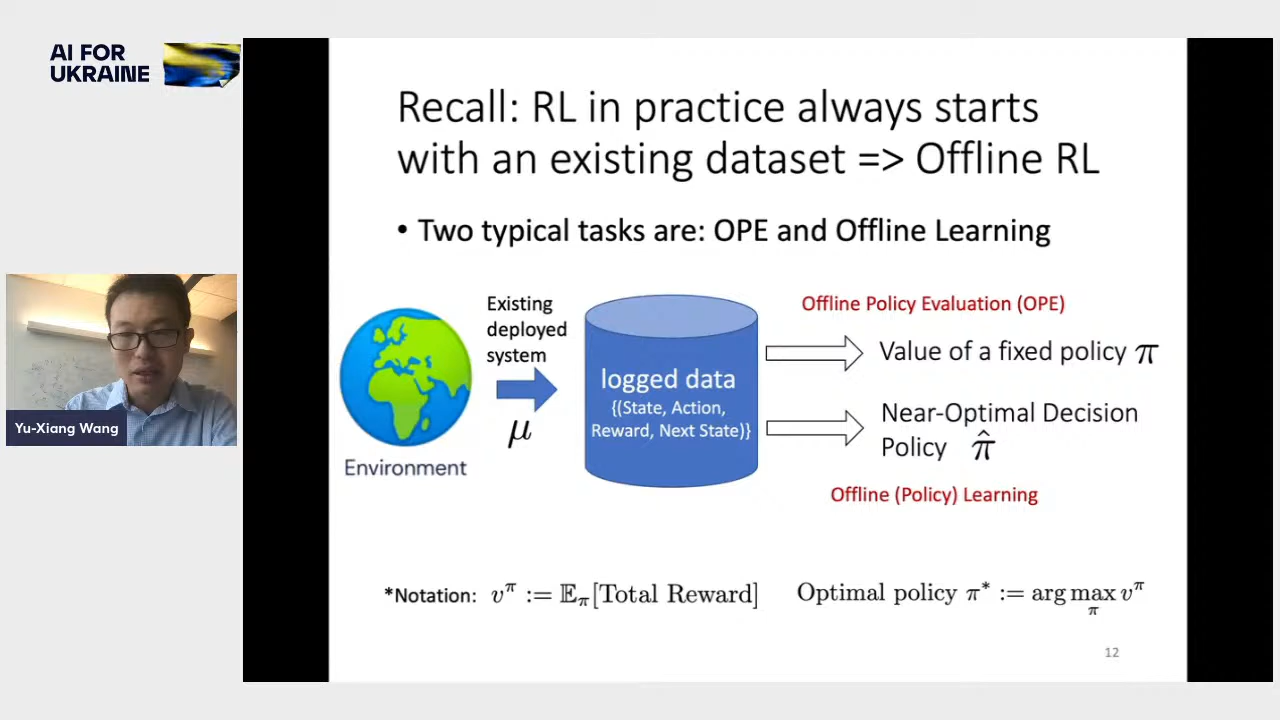 AI FOR
UKRAINE
Recall: RL in practice always starts
with an existing dataset => Offline RL
• Two typical tasks are: OPE and Offline Learning
Existing
deployed
system
μ
Environment
logged data
{(State, Action,
Reward, Next State)}
Offline Policy Evaluation (OPE)
Value of a fixed policy π
Near-Optimal Decision
Policy π̂
Offline (Policy) Learning
Yu-Xiang Wang
*Notation: v^π := 𝔼_π[Total Reward]
Optimal policy π* := arg max_π v^π
12